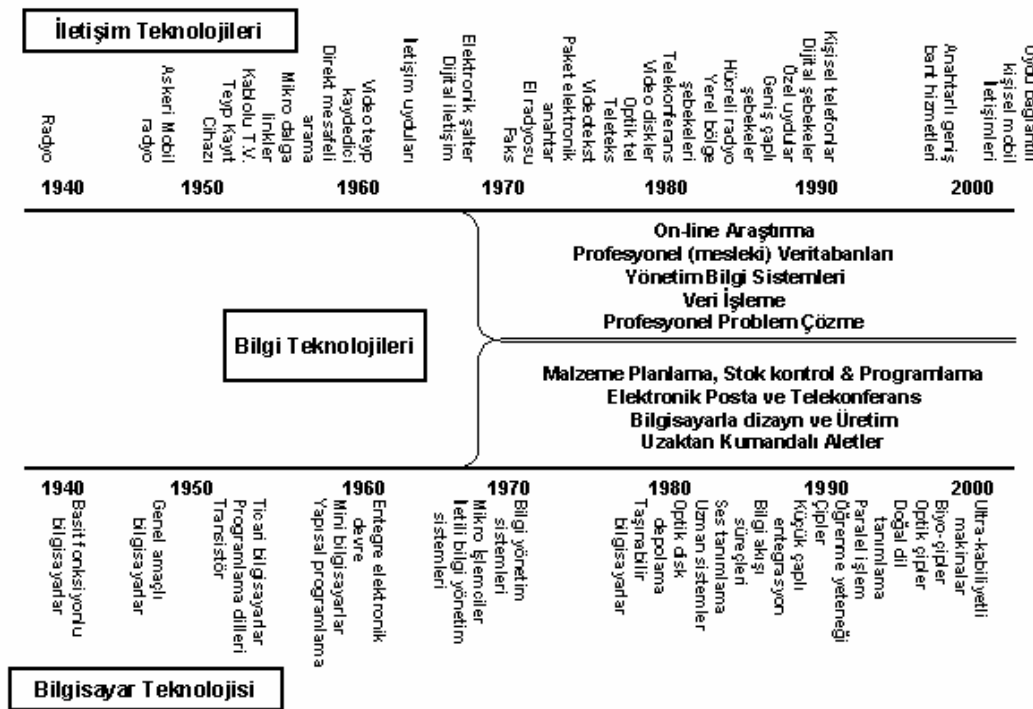 İletişim Teknolojileri
Radyo
Askeri Mobil
radyo
Teyp Kayıt
Cihazı
Kablolu T.V.
Mikro dalga
linkler
Direkt mesafeli
arama
Video teyp
kaydedici
İletişim uyduları
Elektronik şalter
Dijital iletişim
El radyosu
Faks
Paket elektronik
anahtar
Videotekst
Teleteks
Optik tel
Video diskler
Telekonferans
şebekeleri
Yerel bölge
Hücreli radyo
şebekeler
Geniş çaplı
Özel uydular
Dijital şebekeler
Kişisel telefonlar
Anahtarlı geniş
bant hizmetleri
kişisel mobil
İletişimleri
1940
1950
1960
1970
1980
1990
2000
On-line Araştırma
Profesyonel (mesleki) Veritabanları
Yönetim Bilgi Sistemleri
Veri İşleme
Profesyonel Problem Çözme
Bilgi Teknolojileri
Malzeme Planlama, Stok kontrol & Programlama
Elektronik Posta ve Telekonferans
Bilgisayarla dizayn ve Üretim
Uzaktan Kumandalı Aletler
1940
1950
1960
1970
1980
1990
2000
Basit fonksiyonlu
bilgisayarlar
Genel amaçlı
bilgisayarlar
Transistör
Programlama dilleri
Ticari bilgisayarlar
Yapısal programlama
Mini bilgisayarlar
Entegre elektronik
devre
İletili bilgi yönetim
sistemleri
Mikro İşlemciler
Bilgi yönetim
sistemleri
Taşınabilir
bilgisayarlar
Optik disk
depolama
Uzman sistemler
Ses tanımlama
süreçleri
Bilgi akışı
entegrasyon
Küçük çaplı
Çipler
Öğrenme yeteneği
Paralel işlem
tanımlama
Doğal dil
Optik çipler
Biyo-çipler
Ultra-kabiliyetli
makinalar
Bilgisayar Teknolojisi